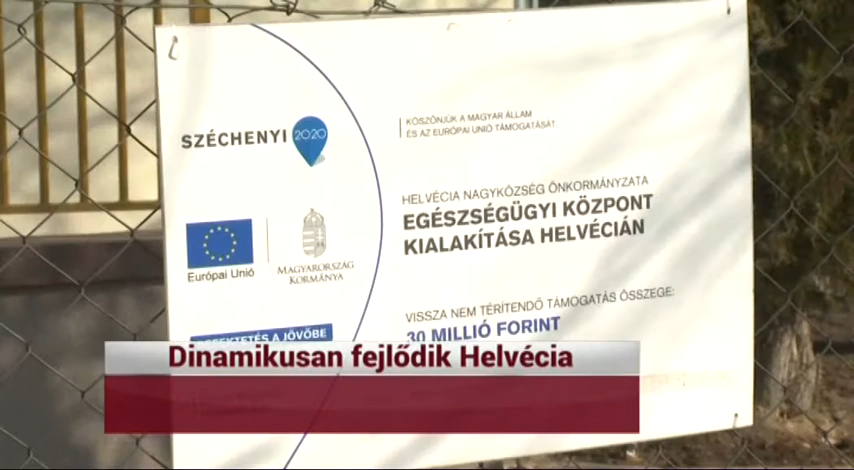 SZÉCHENYI 2020
KÖSZÖNJÜK A MAGYAR ÁLLAM
ÉS AZ EURÓPAI UNIÓ TÁMOGATÁSÁT
HELVÉCIA NAGYKÖZSÉG ÖNKORMÁNYZATA
EGÉSZSÉGÜGYI KÖZPONT
KIALAKÍTÁSA HELVÉCIÁN
Európai Unió
MAGYARORSZÁG
KORMÁNYA
VISSZA NEM TÉRÍTENDŐ TÁMOGATÁS ÖSSZEGE:
30 MILLIÓ FORINT
A JÖVŐBE
Dinamikusan fejlődik Helvécia